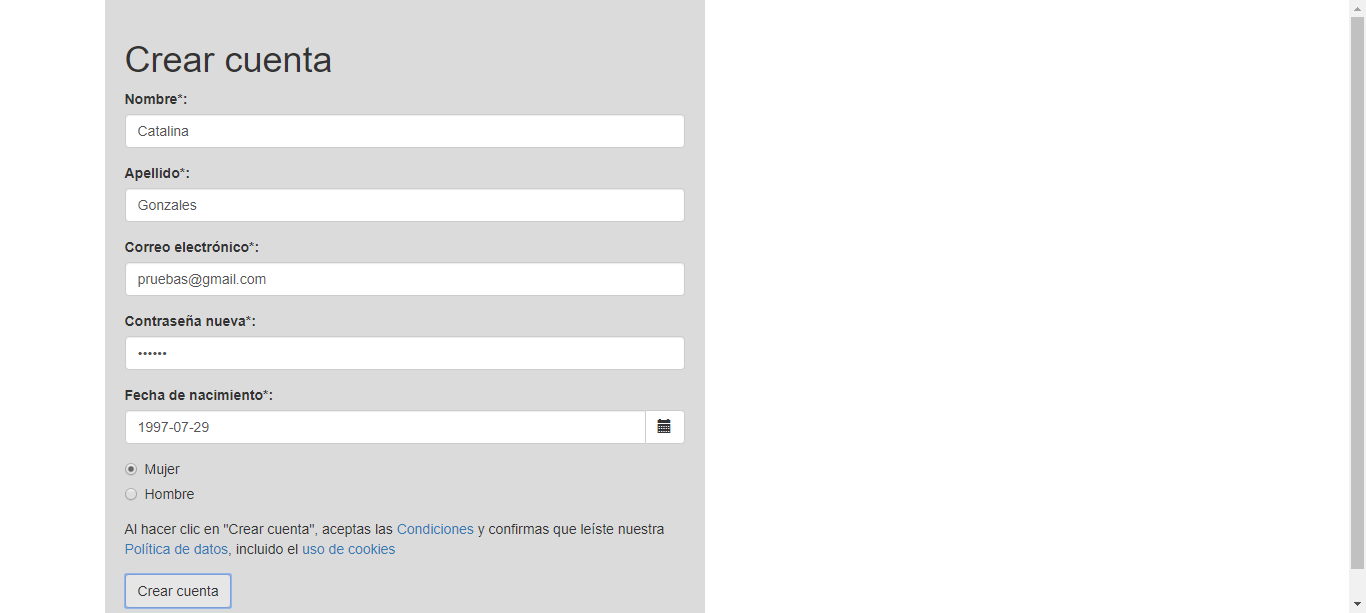 Crear cuenta
Nombre*:
Catalina
Apellido*:
Gonzales
Correo electrónico*:
pruebas@gmail.com
Contraseña nueva*:
••••••
Fecha de nacimiento*:
1997-07-29
Mujer
Hombre
Al hacer clic en "Crear cuenta", aceptas las Condiciones y confirmas que leíste nuestra
Política de datos, incluido el uso de cookies
Crear cuenta